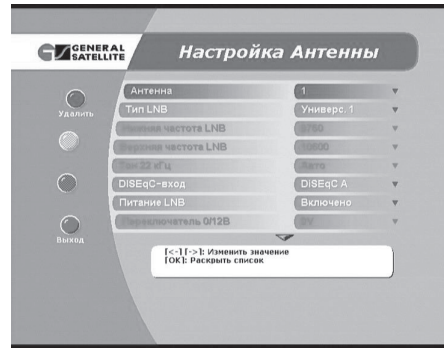 GENERAL
SATELLITE
Настройка Антенны
Удалить
Выход
Антенна 1
Тип LNB Универс. 1
Нижняя частота LNB 9750
Верхняя частота LNB 10600
Тон 22 кГц Авто
DISEqC-вход DISEqC A
Питание LNB Включено
Переключатель 0/12В 0V
[<-] [->]: Изменить значение
[OK]: Раскрыть список